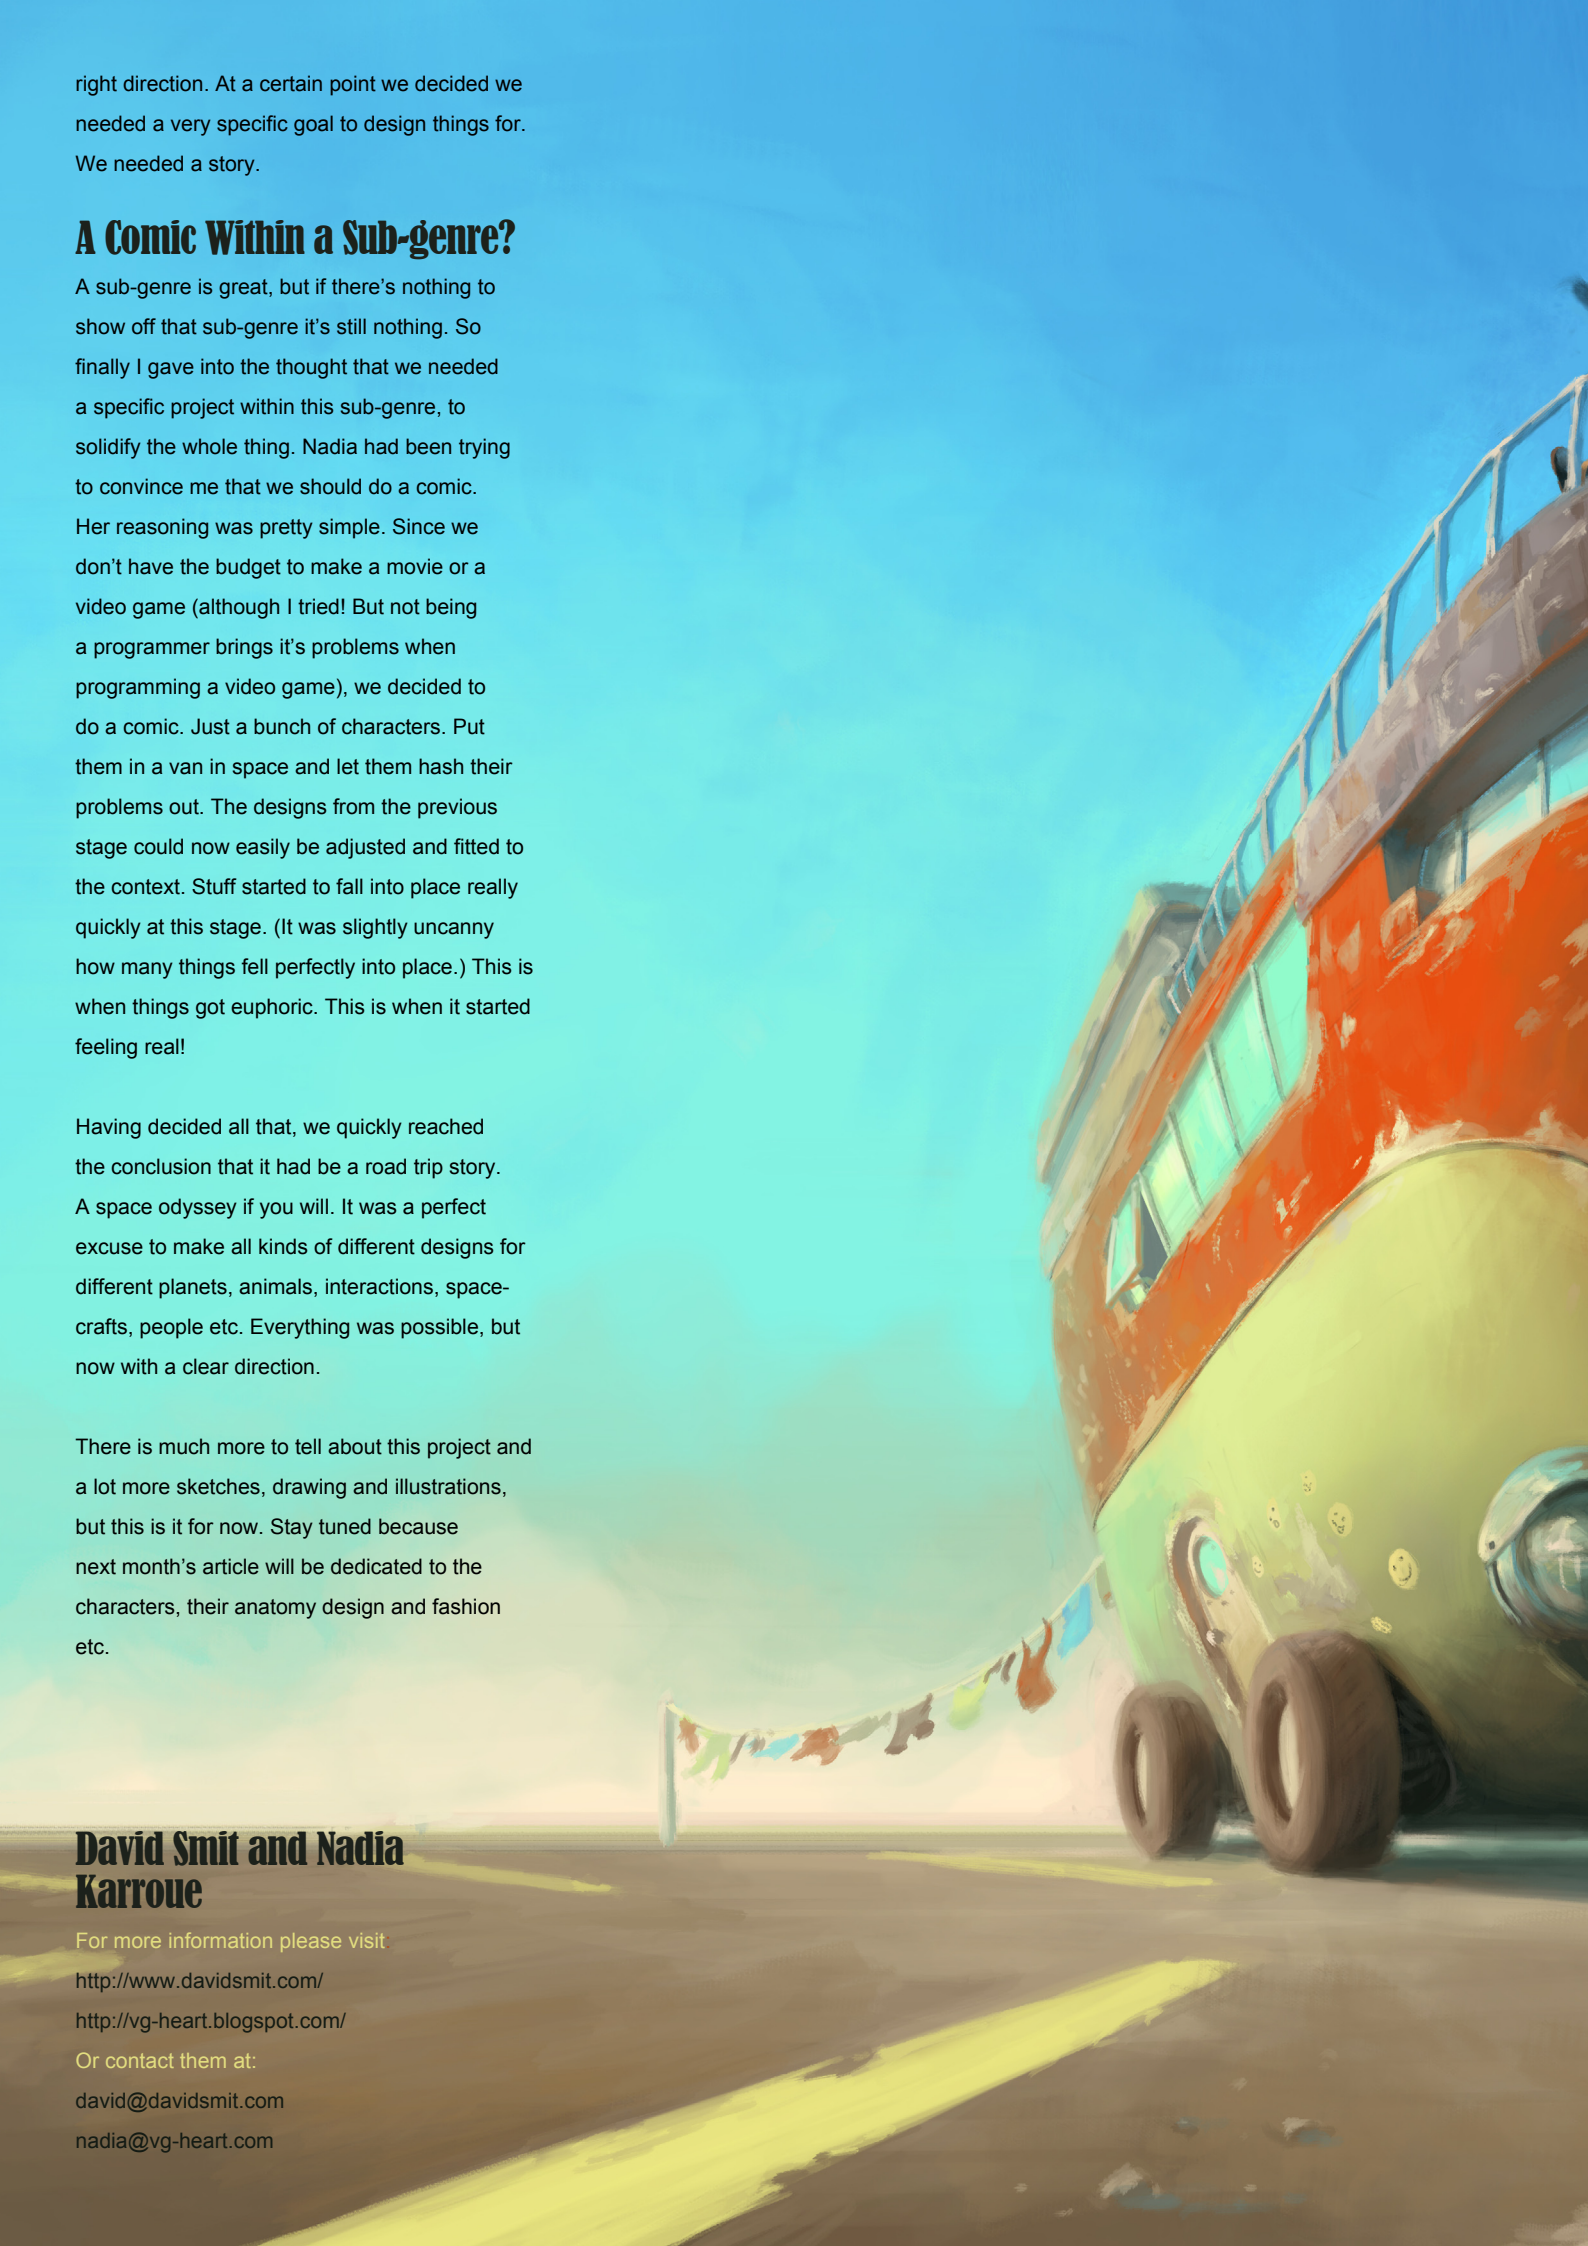 right direction. At a certain point we decided we
needed a very specific goal to design things for.
We needed a story.
A Comic Within a Sub-genre?
A sub-genre is great, but if there’s nothing to
show off that sub-genre it’s still nothing. So
finally I gave into the thought that we needed
a specific project within this sub-genre, to
solidify the whole thing. Nadia had been trying
to convince me that we should do a comic.
Her reasoning was pretty simple. Since we
don’t have the budget to make a movie or a
video game (although I tried! But not being
a programmer brings it’s problems when
programming a video game), we decided to
do a comic. Just a bunch of characters. Put
them in a van in space and let them hash their
problems out. The designs from the previous
stage could now easily be adjusted and fitted to
the context. Stuff started to fall into place really
quickly at this stage. (It was slightly uncanny
how many things fell perfectly into place.) This is
when things got euphoric. This is when it started
feeling real!
Having decided all that, we quickly reached
the conclusion that it had be a road trip story.
A space odyssey if you will. It was a perfect
excuse to make all kinds of different designs for
different planets, animals, interactions, space-
crafts, people etc. Everything was possible, but
now with a clear direction.
There is much more to tell about this project and
a lot more sketches, drawing and illustrations,
but this is it for now. Stay tuned because
next month’s article will be dedicated to the
characters, their anatomy design and fashion
etc.
David Smit and Nadia
Karroue
For more information please visit
http://www.davidsmit.com/
http://vg-heart.blogspot.com/
Or contact them at:
david@davidsmit.com
nadia@vg-heart.com